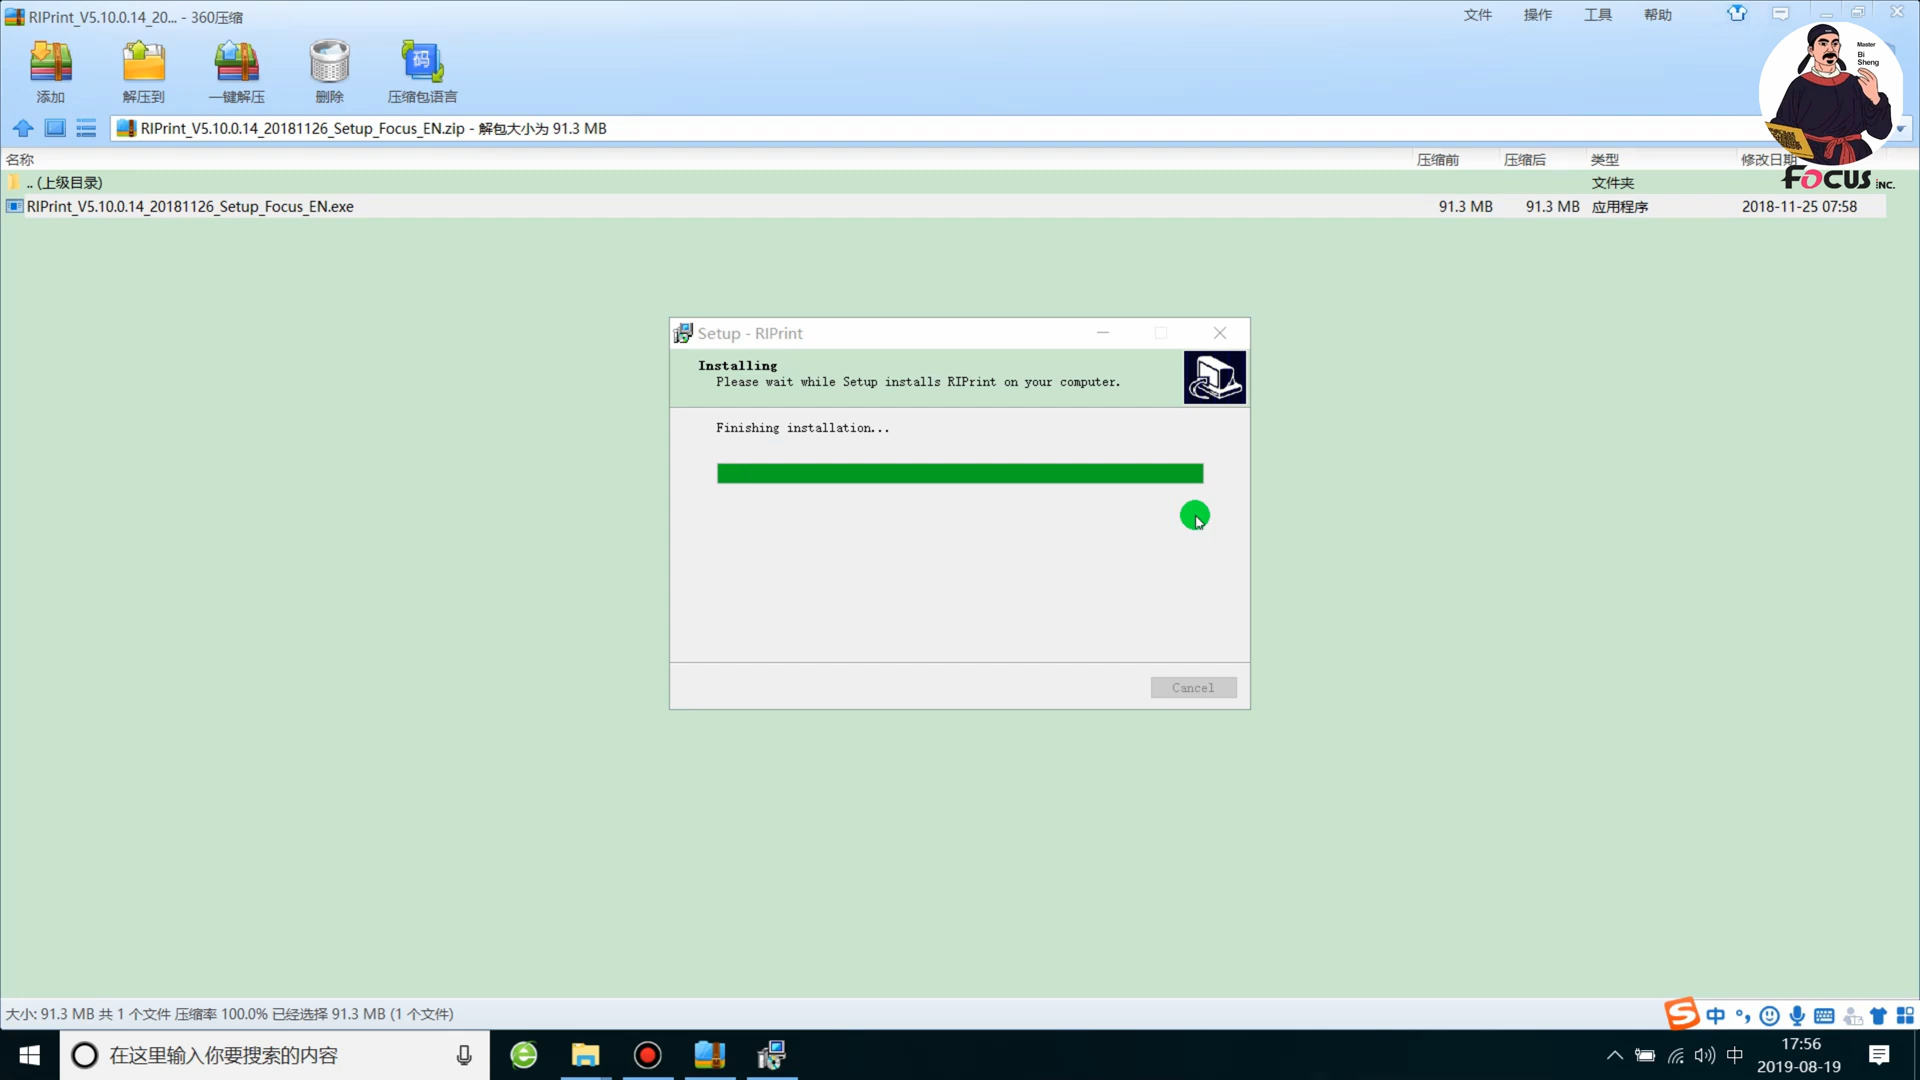 RIPrint_V5.10.0.14_20... - 360压缩
文件 操作 工具 帮助
添加 解压到 一键解压 删除 压缩包语言
Master
Bi
Sheng
FOCUS INC.
RIPrint_V5.10.0.14_20181126_Setup_Focus_EN.zip - 解包大小为 91.3 MB
名称 压缩前 压缩后 类型 修改日期
.. (上级目录) 文件夹
RIPrint_V5.10.0.14_20181126_Setup_Focus_EN.exe 91.3 MB 91.3 MB 应用程序 2018-11-25 07:58
Setup - RIPrint
Installing
Please wait while Setup installs RIPrint on your computer.
Finishing installation...
Cancel
大小: 91.3 MB 共 1 个文件 压缩率 100.0% 已经选择 91.3 MB (1 个文件)
中
在这里输入你要搜索的内容
中
17:56
2019-08-19